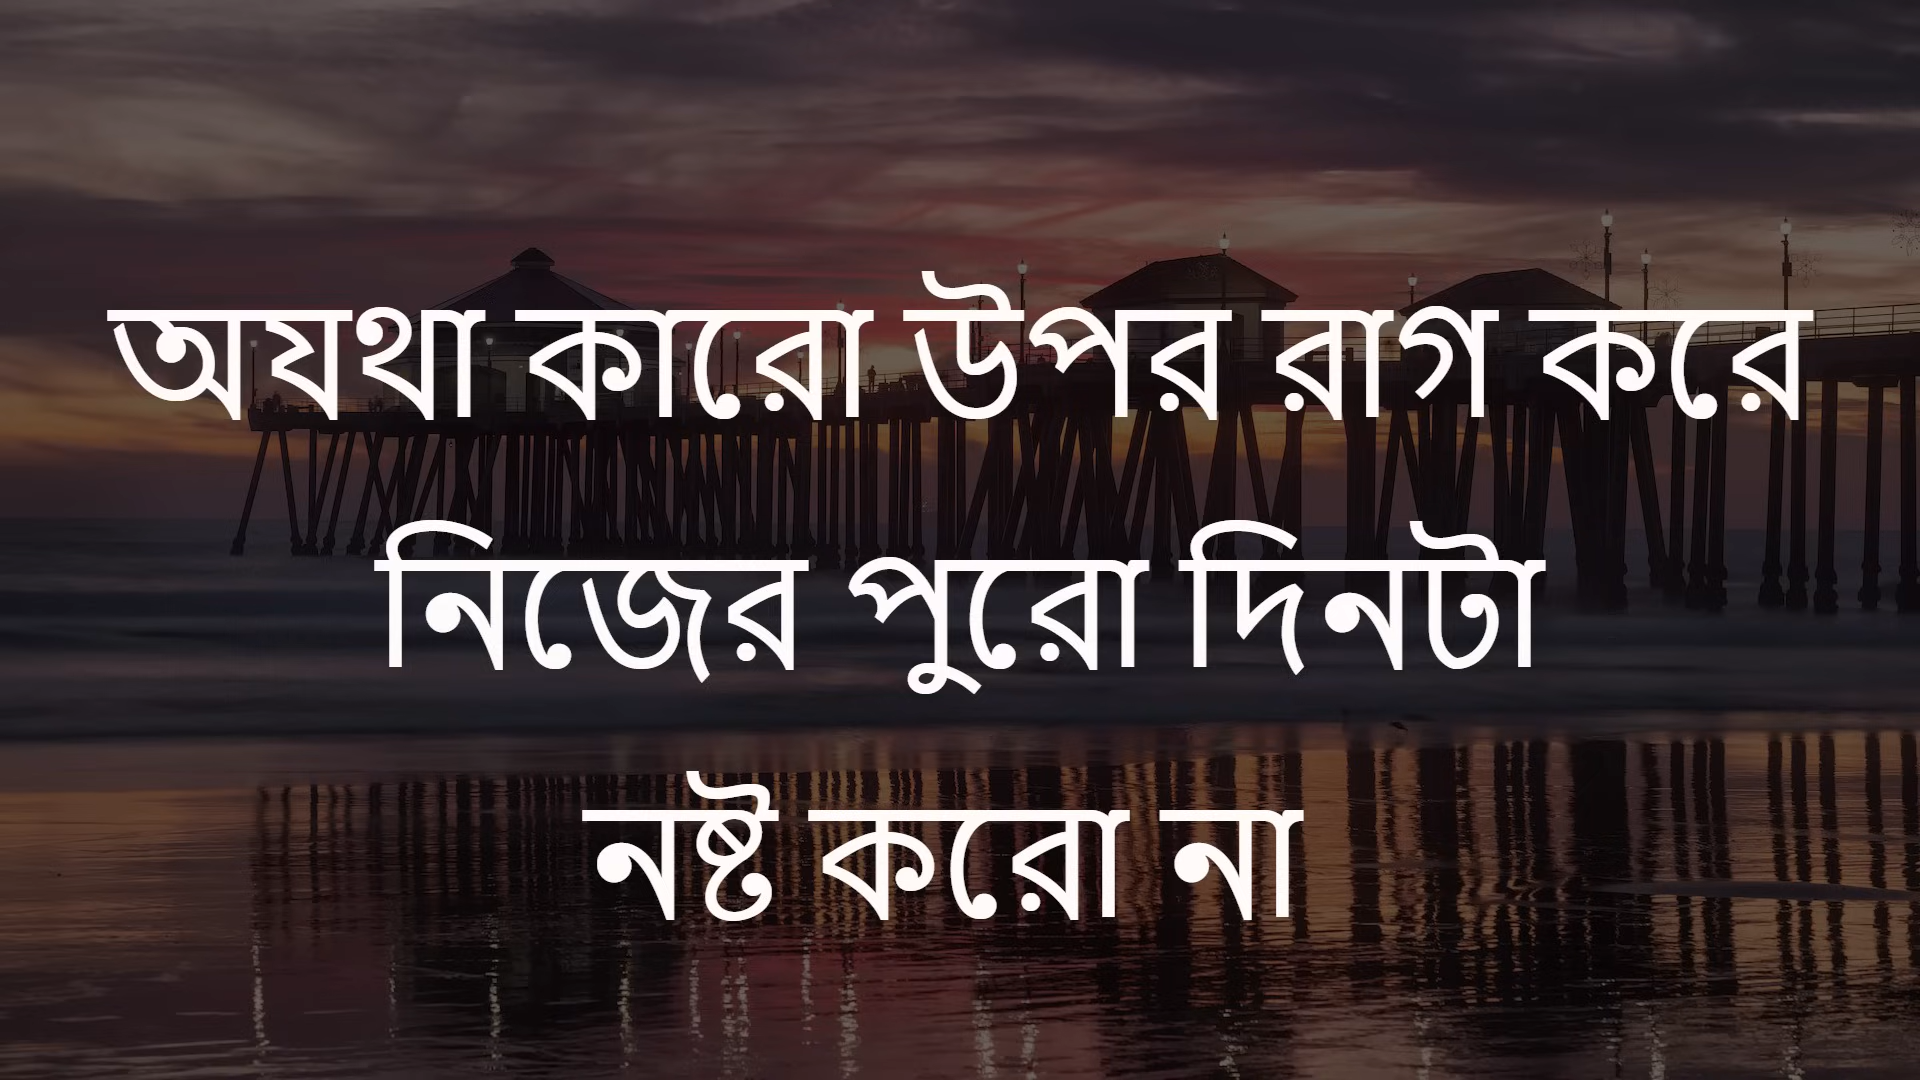 অযথা কারো উপর রাগ করে
নিজের পুরো দিনটা
নষ্ট করো না